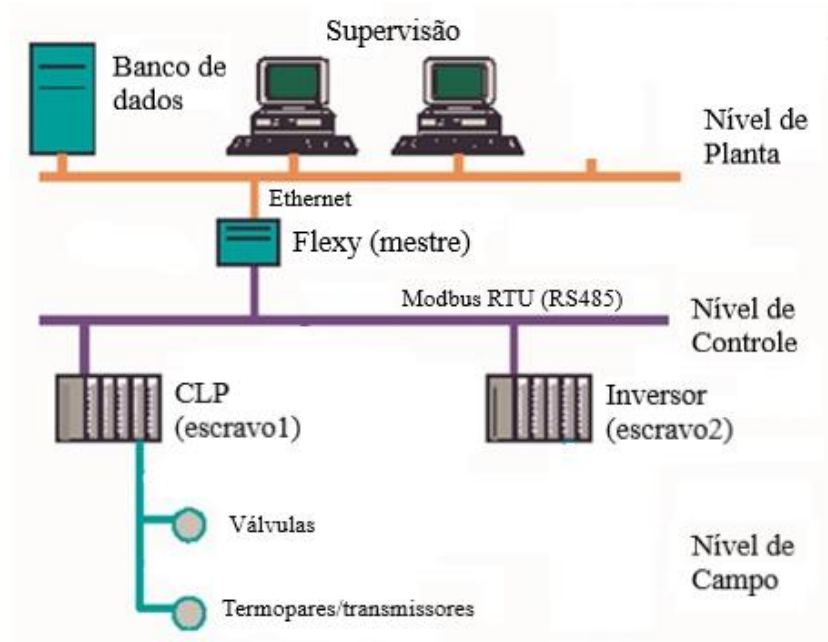 Supervisão
Banco de
dados
Nível de
Planta
Ethernet
Flexy (mestre)
Modbus RTU (RS485)
Nível de
Controle
CLP
(escravo1)
Inversor
(escravo2)
Válvulas
Nível de
Campo
Termopares/transmissores